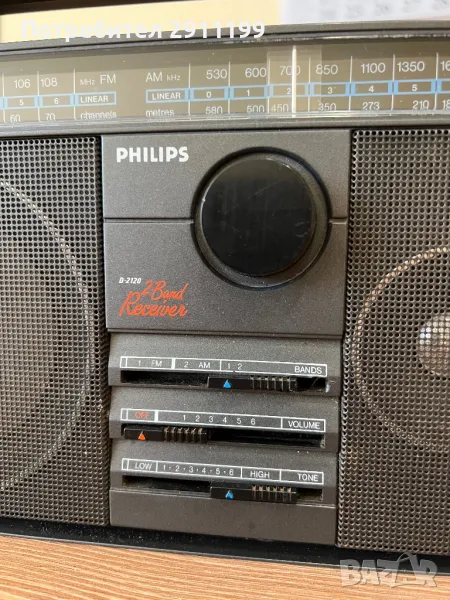 Потребител 2911199
106 108 MHz FM AM kHz 530 600 700 850 1100 1350 16
5 6 LINEAR LINEAR 0 1 2 3 4 5
60 70 channels metres 580 500 450 350 273 210 18
PHILIPS
D-2120
2 Band
Receiver
1 FM 2 AM 1 2 BANDS
OFF 1 2 3 4 5 6 VOLUME
LOW 1 2 3 4 5 6 HIGH TONE
BAZAR